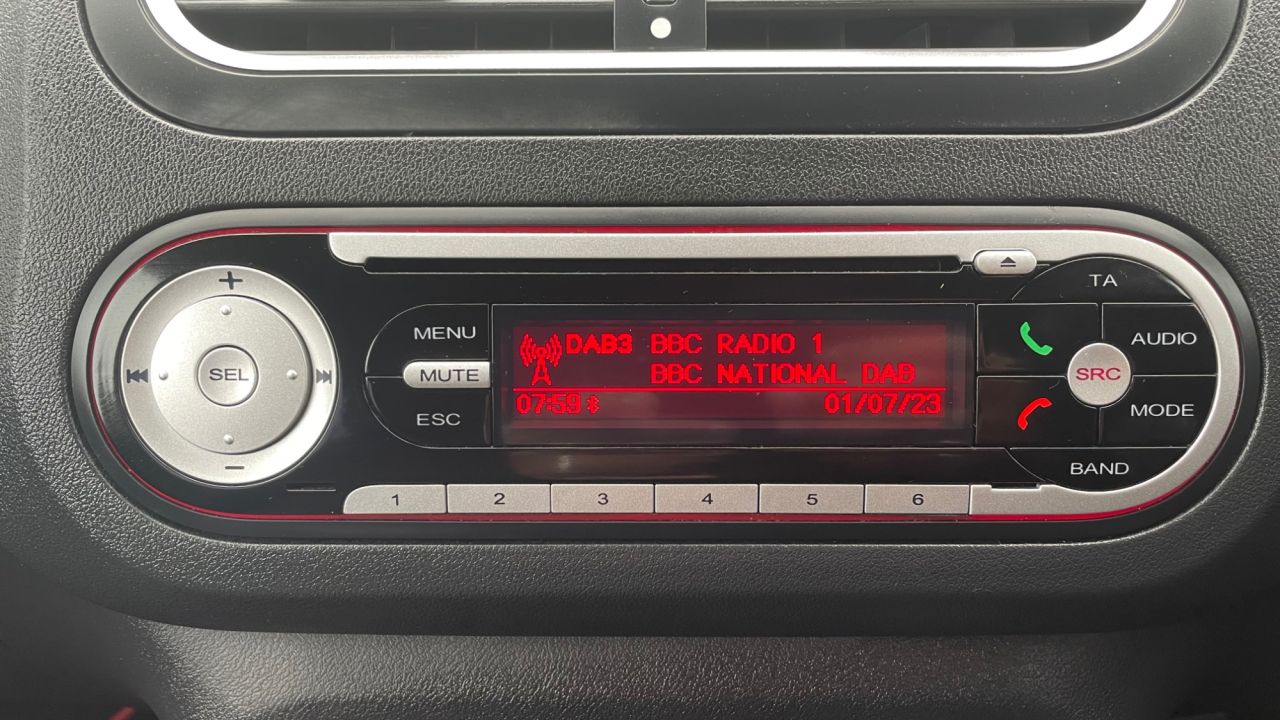 TA
MENU
DAB3 BBC RADIO 1
AUDIO
SEL
MUTE
BBC NATIONAL DAB
SRC
07:59
01/07/23
MODE
ESC
BAND
1 2 3 4 5 6